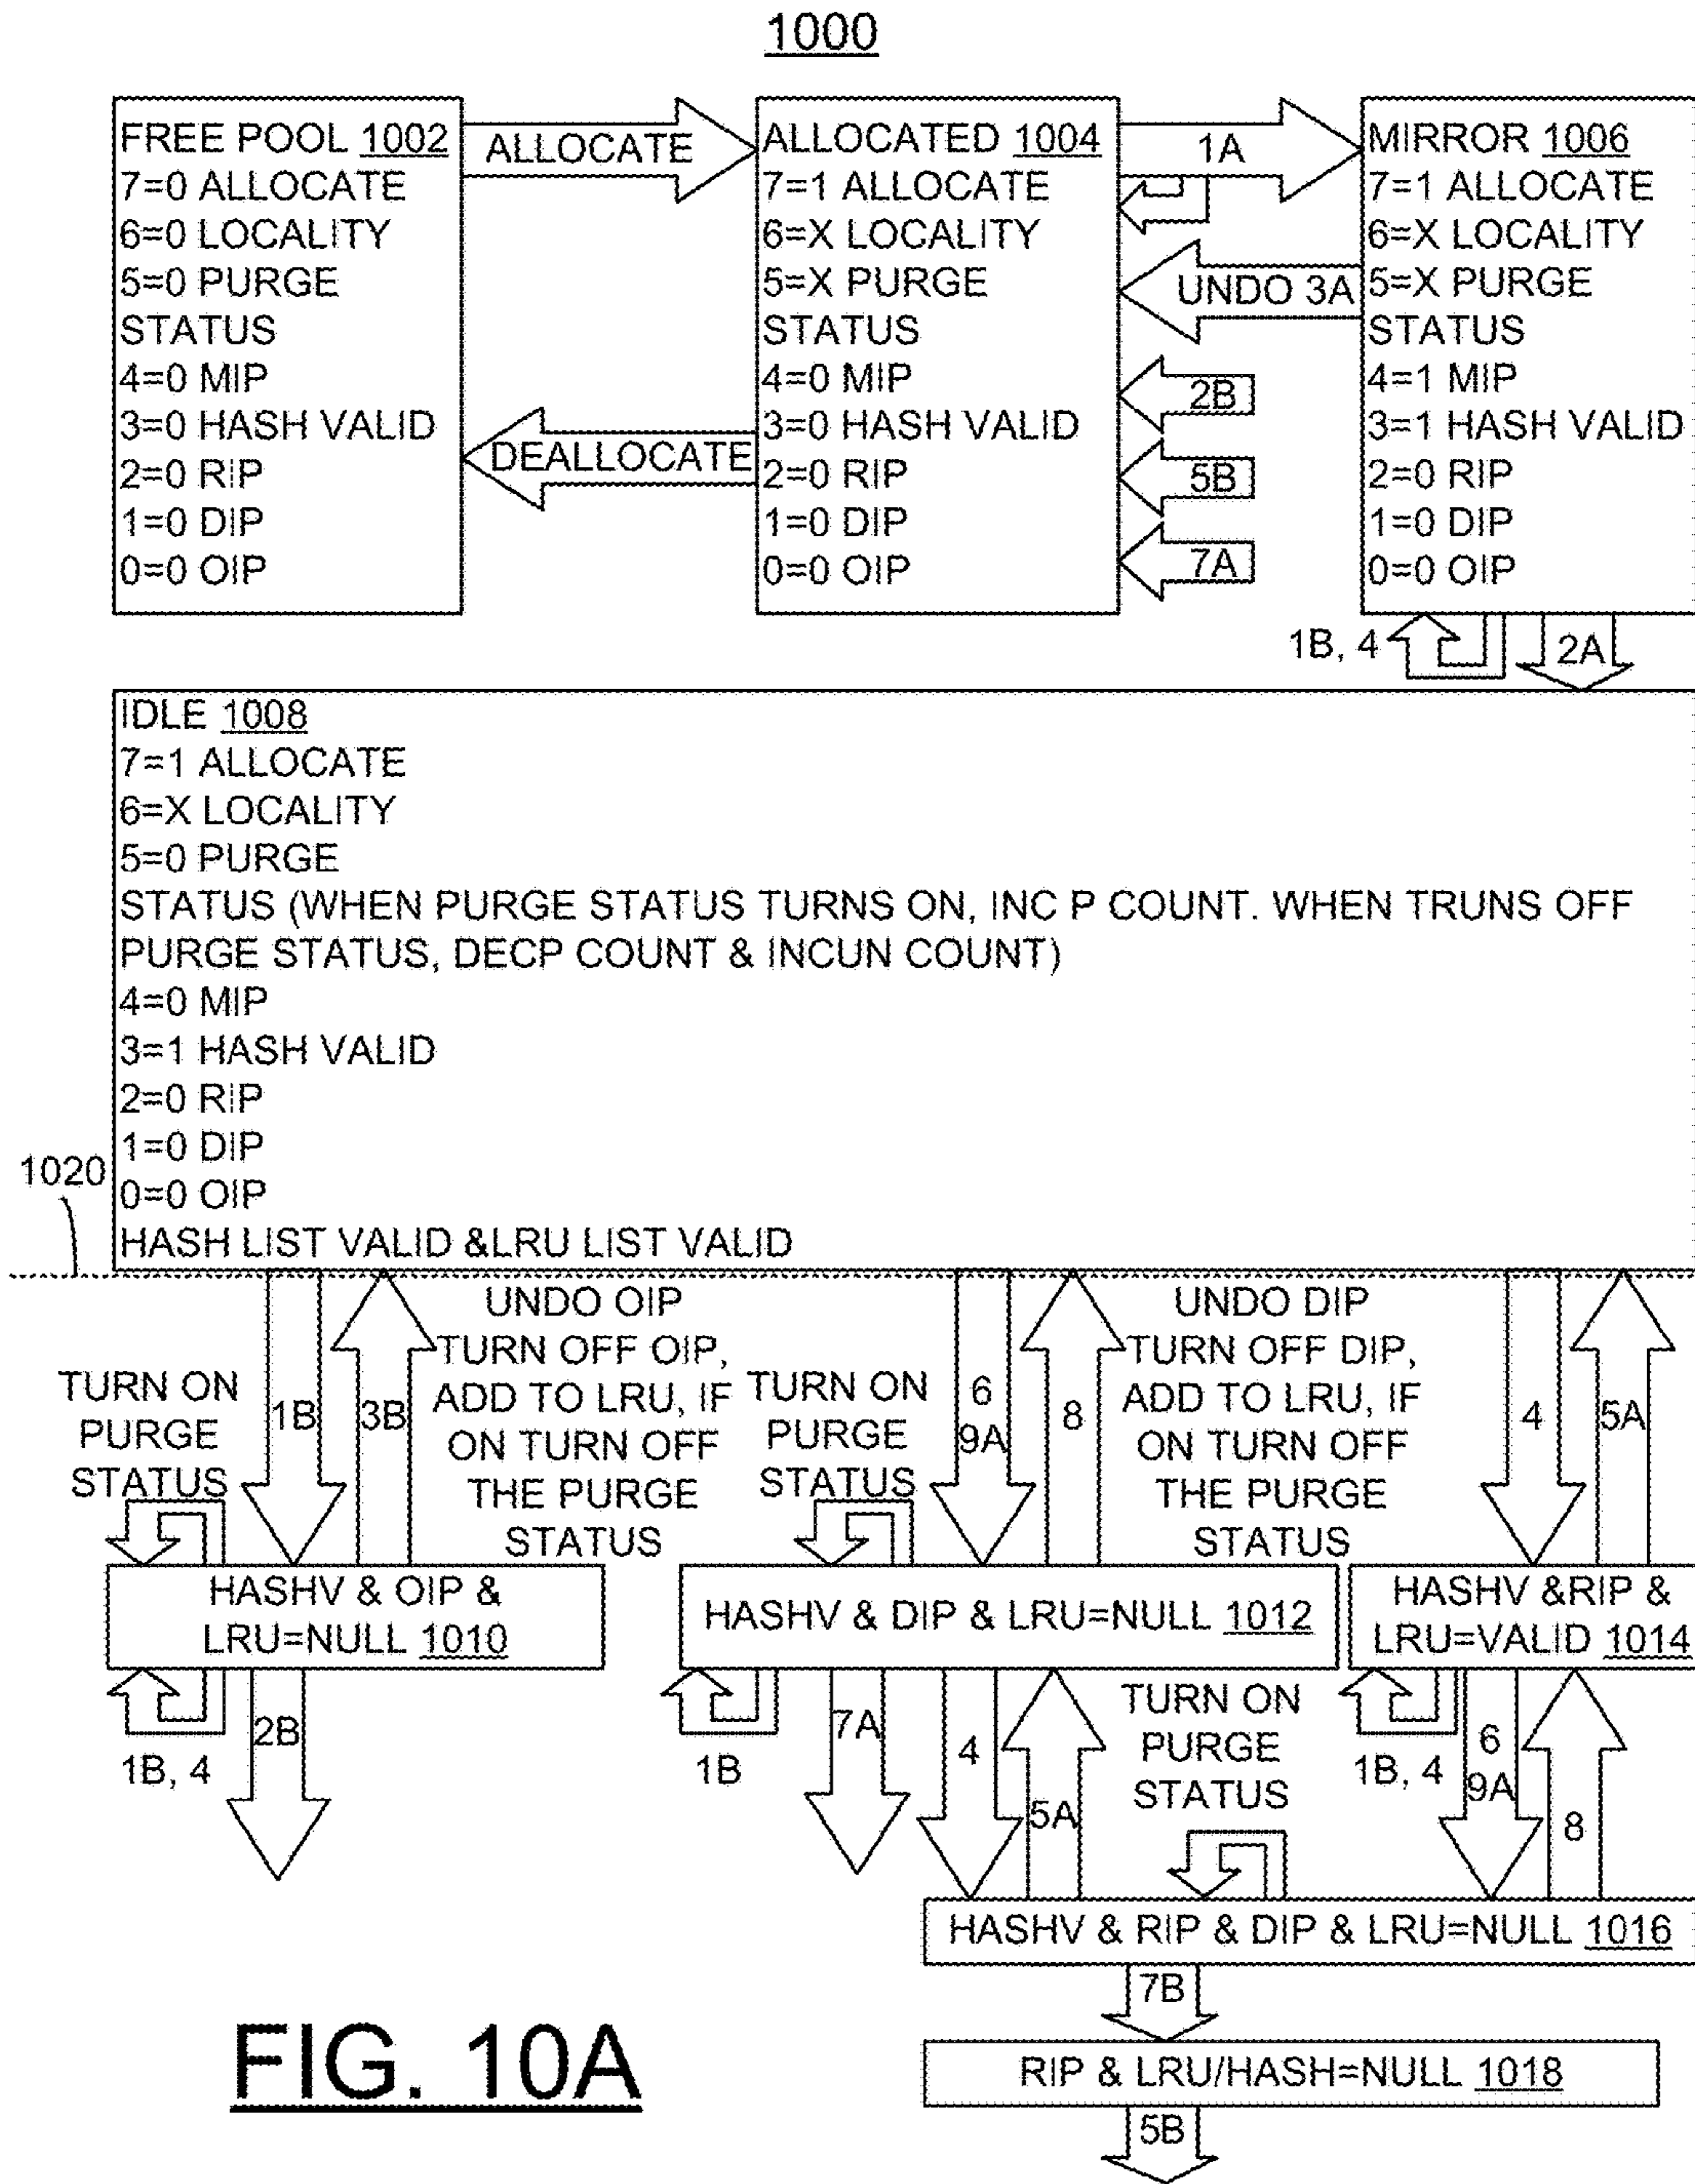 1000
FREE POOL 1002
7=0 ALLOCATE
6=0 LOCALITY
5=0 PURGE
STATUS
4=0 MIP
3=0 HASH VALID
2=0 RIP
1=0 DIP
0=0 OIP
ALLOCATE
DEALLOCATE
ALLOCATED 1004
7=1 ALLOCATE
6=X LOCALITY
5=X PURGE
STATUS
4=0 MIP
3=0 HASH VALID
2=0 RIP
1=0 DIP
0=0 OIP
1A
UNDO 3A
2B
5B
7A
MIRROR 1006
7=1 ALLOCATE
6=X LOCALITY
5=X PURGE
STATUS
4=1 MIP
3=1 HASH VALID
2=0 RIP
1=0 DIP
0=0 OIP
1B, 4
2A
IDLE 1008
7=1 ALLOCATE
6=X LOCALITY
5=0 PURGE
STATUS (WHEN PURGE STATUS TURNS ON, INC P COUNT. WHEN TRUNS OFF
PURGE STATUS, DECP COUNT & INCUN COUNT)
4=0 MIP
3=1 HASH VALID
2=0 RIP
1=0 DIP
0=0 OIP
HASH LIST VALID &LRU LIST VALID
1020
TURN ON
PURGE
STATUS
1B
3B
UNDO OIP
TURN OFF OIP,
ADD TO LRU, IF
ON TURN OFF
THE PURGE
STATUS
TURN ON
PURGE
STATUS
6
9A
8
UNDO DIP
TURN OFF DIP,
ADD TO LRU, IF
ON TURN OFF
THE PURGE
STATUS
4
5A
HASHV & OIP &
LRU=NULL 1010
HASHV & DIP & LRU=NULL 1012
HASHV &RIP &
LRU=VALID 1014
1B, 4
2B
1B
7A
4
5A
TURN ON
PURGE
STATUS
1B, 4
6
9A
8
HASHV & RIP & DIP & LRU=NULL 1016
7B
RIP & LRU/HASH=NULL 1018
5B
FIG. 10A